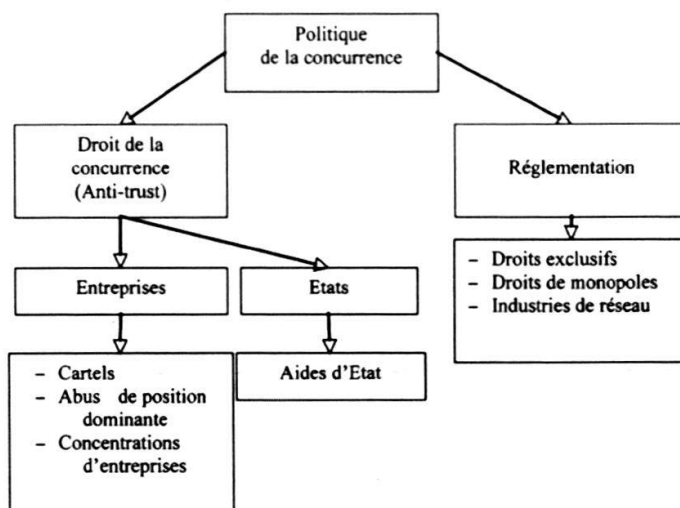 Politique
de la concurrence
Droit de la
concurrence
(Anti-trust)
Réglementation
Entreprises
Etats
– Droits exclusifs
– Droits de monopoles
– Industries de réseau
– Cartels
– Abus de position
dominante
– Concentrations
d'entreprises
Aides d'Etat